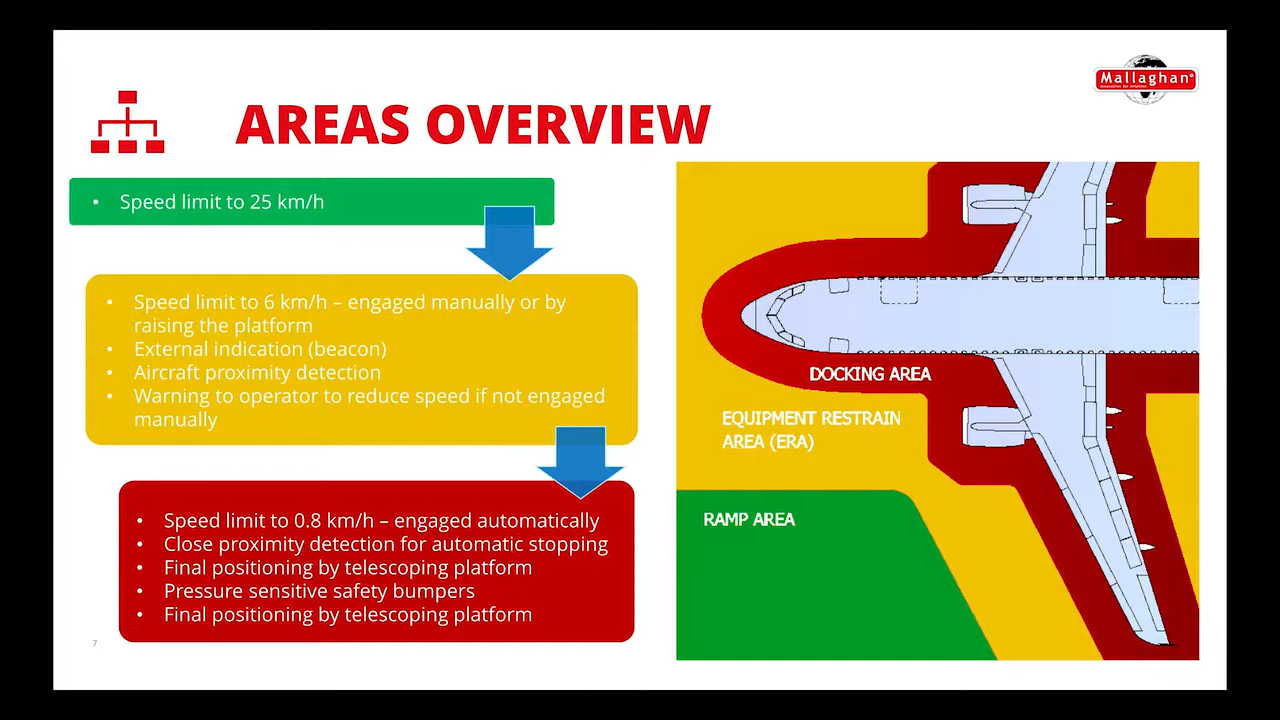 Mallaghan
Innovation for Aviation
AREAS OVERVIEW
• Speed limit to 25 km/h
• Speed limit to 6 km/h – engaged manually or by
raising the platform
• External indication (beacon)
• Aircraft proximity detection
• Warning to operator to reduce speed if not engaged
manually
• Speed limit to 0.8 km/h – engaged automatically
• Close proximity detection for automatic stopping
• Final positioning by telescoping platform
• Pressure sensitive safety bumpers
• Final positioning by telescoping platform
DOCKING AREA
EQUIPMENT RESTRAIN
AREA (ERA)
RAMP AREA
7